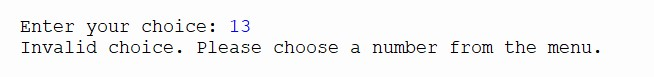 Enter your choice: 13
Invalid choice. Please choose a number from the menu.